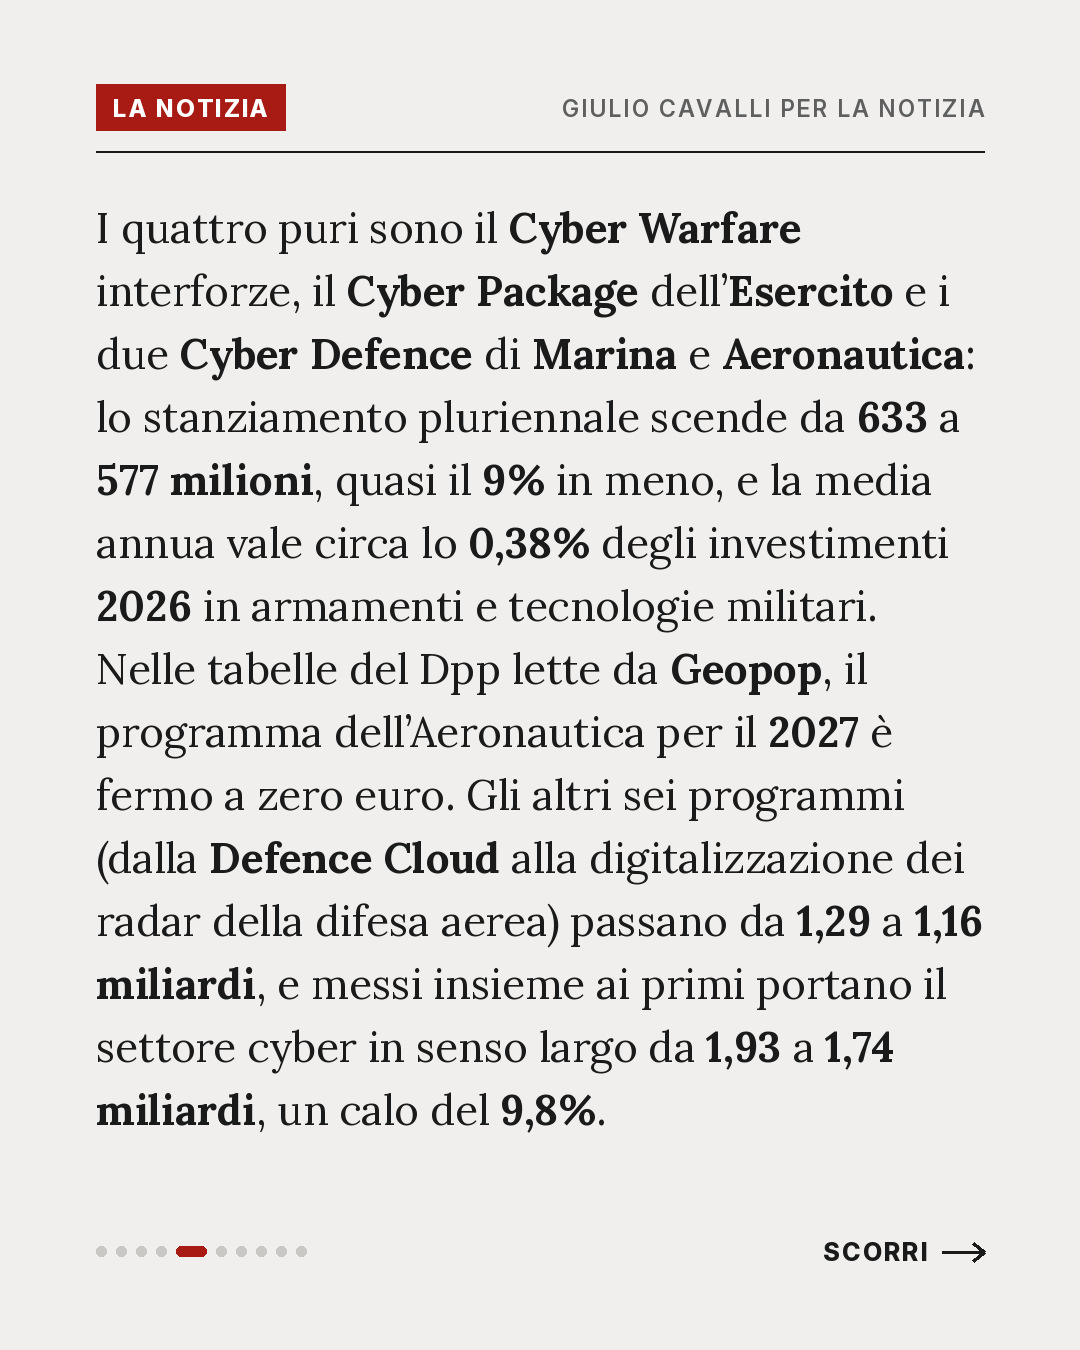 LA NOTIZIA
GIULIO CAVALLI PER LA NOTIZIA
I quattro puri sono il Cyber Warfare
interforze, il Cyber Package dell’Esercito e i
due Cyber Defence di Marina e Aeronautica:
lo stanziamento pluriennale scende da 633 a
577 milioni, quasi il 9% in meno, e la media
annua vale circa lo 0,38% degli investimenti
2026 in armamenti e tecnologie militari.
Nelle tabelle del Dpp lette da Geopop, il
programma dell’Aeronautica per il 2027 è
fermo a zero euro. Gli altri sei programmi
(dalla Defence Cloud alla digitalizzazione dei
radar della difesa aerea) passano da 1,29 a 1,16
miliardi, e messi insieme ai primi portano il
settore cyber in senso largo da 1,93 a 1,74
miliardi, un calo del 9,8%.
SCORRI